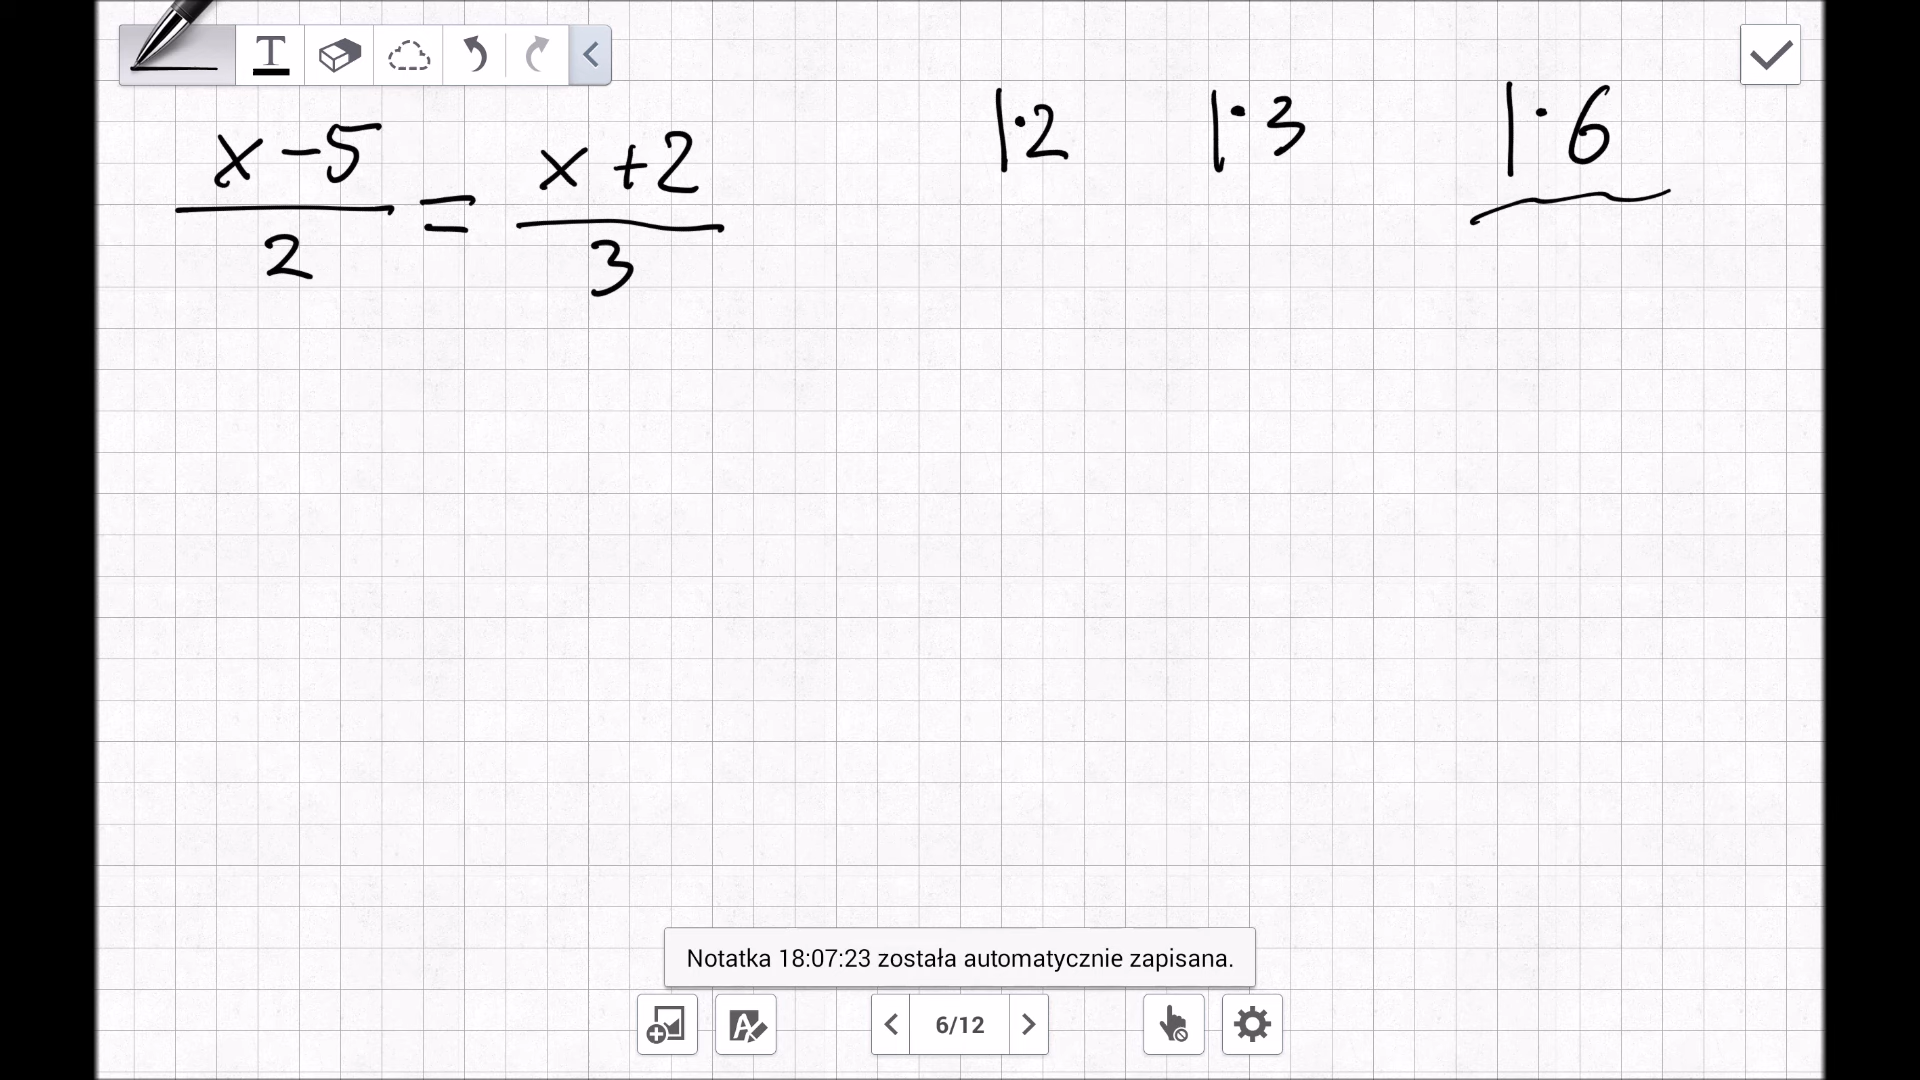 T
x-5 / 2 = x+2 / 3 |·2 |·3 |·6
Notatka 18:07:23 została automatycznie zapisana.
A 6/12